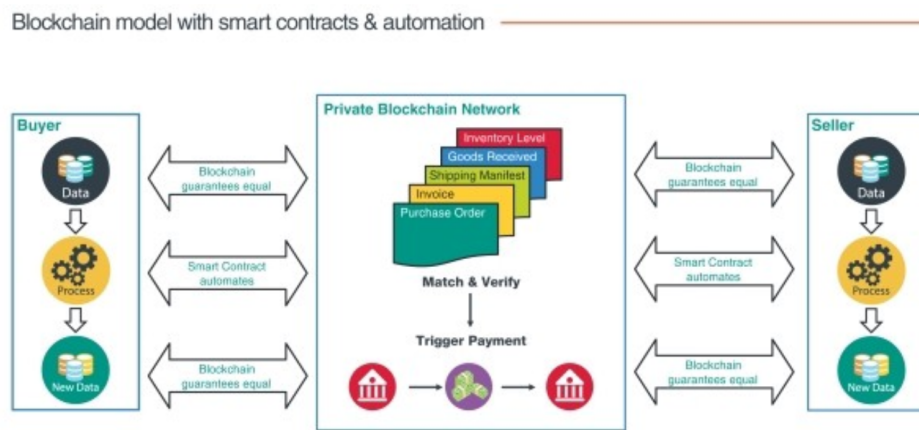 Blockchain model with smart contracts & automation
Buyer
Data
Process
New Data
Blockchain
guarantees equal
Smart Contract
automates
Blockchain
guarantees equal
Private Blockchain Network
Inventory Level
Goods Received
Shipping Manifest
Invoice
Purchase Order
Match & Verify
Trigger Payment
Blockchain
guarantees equal
Smart Contract
automates
Blockchain
guarantees equal
Seller
Data
Process
New Data